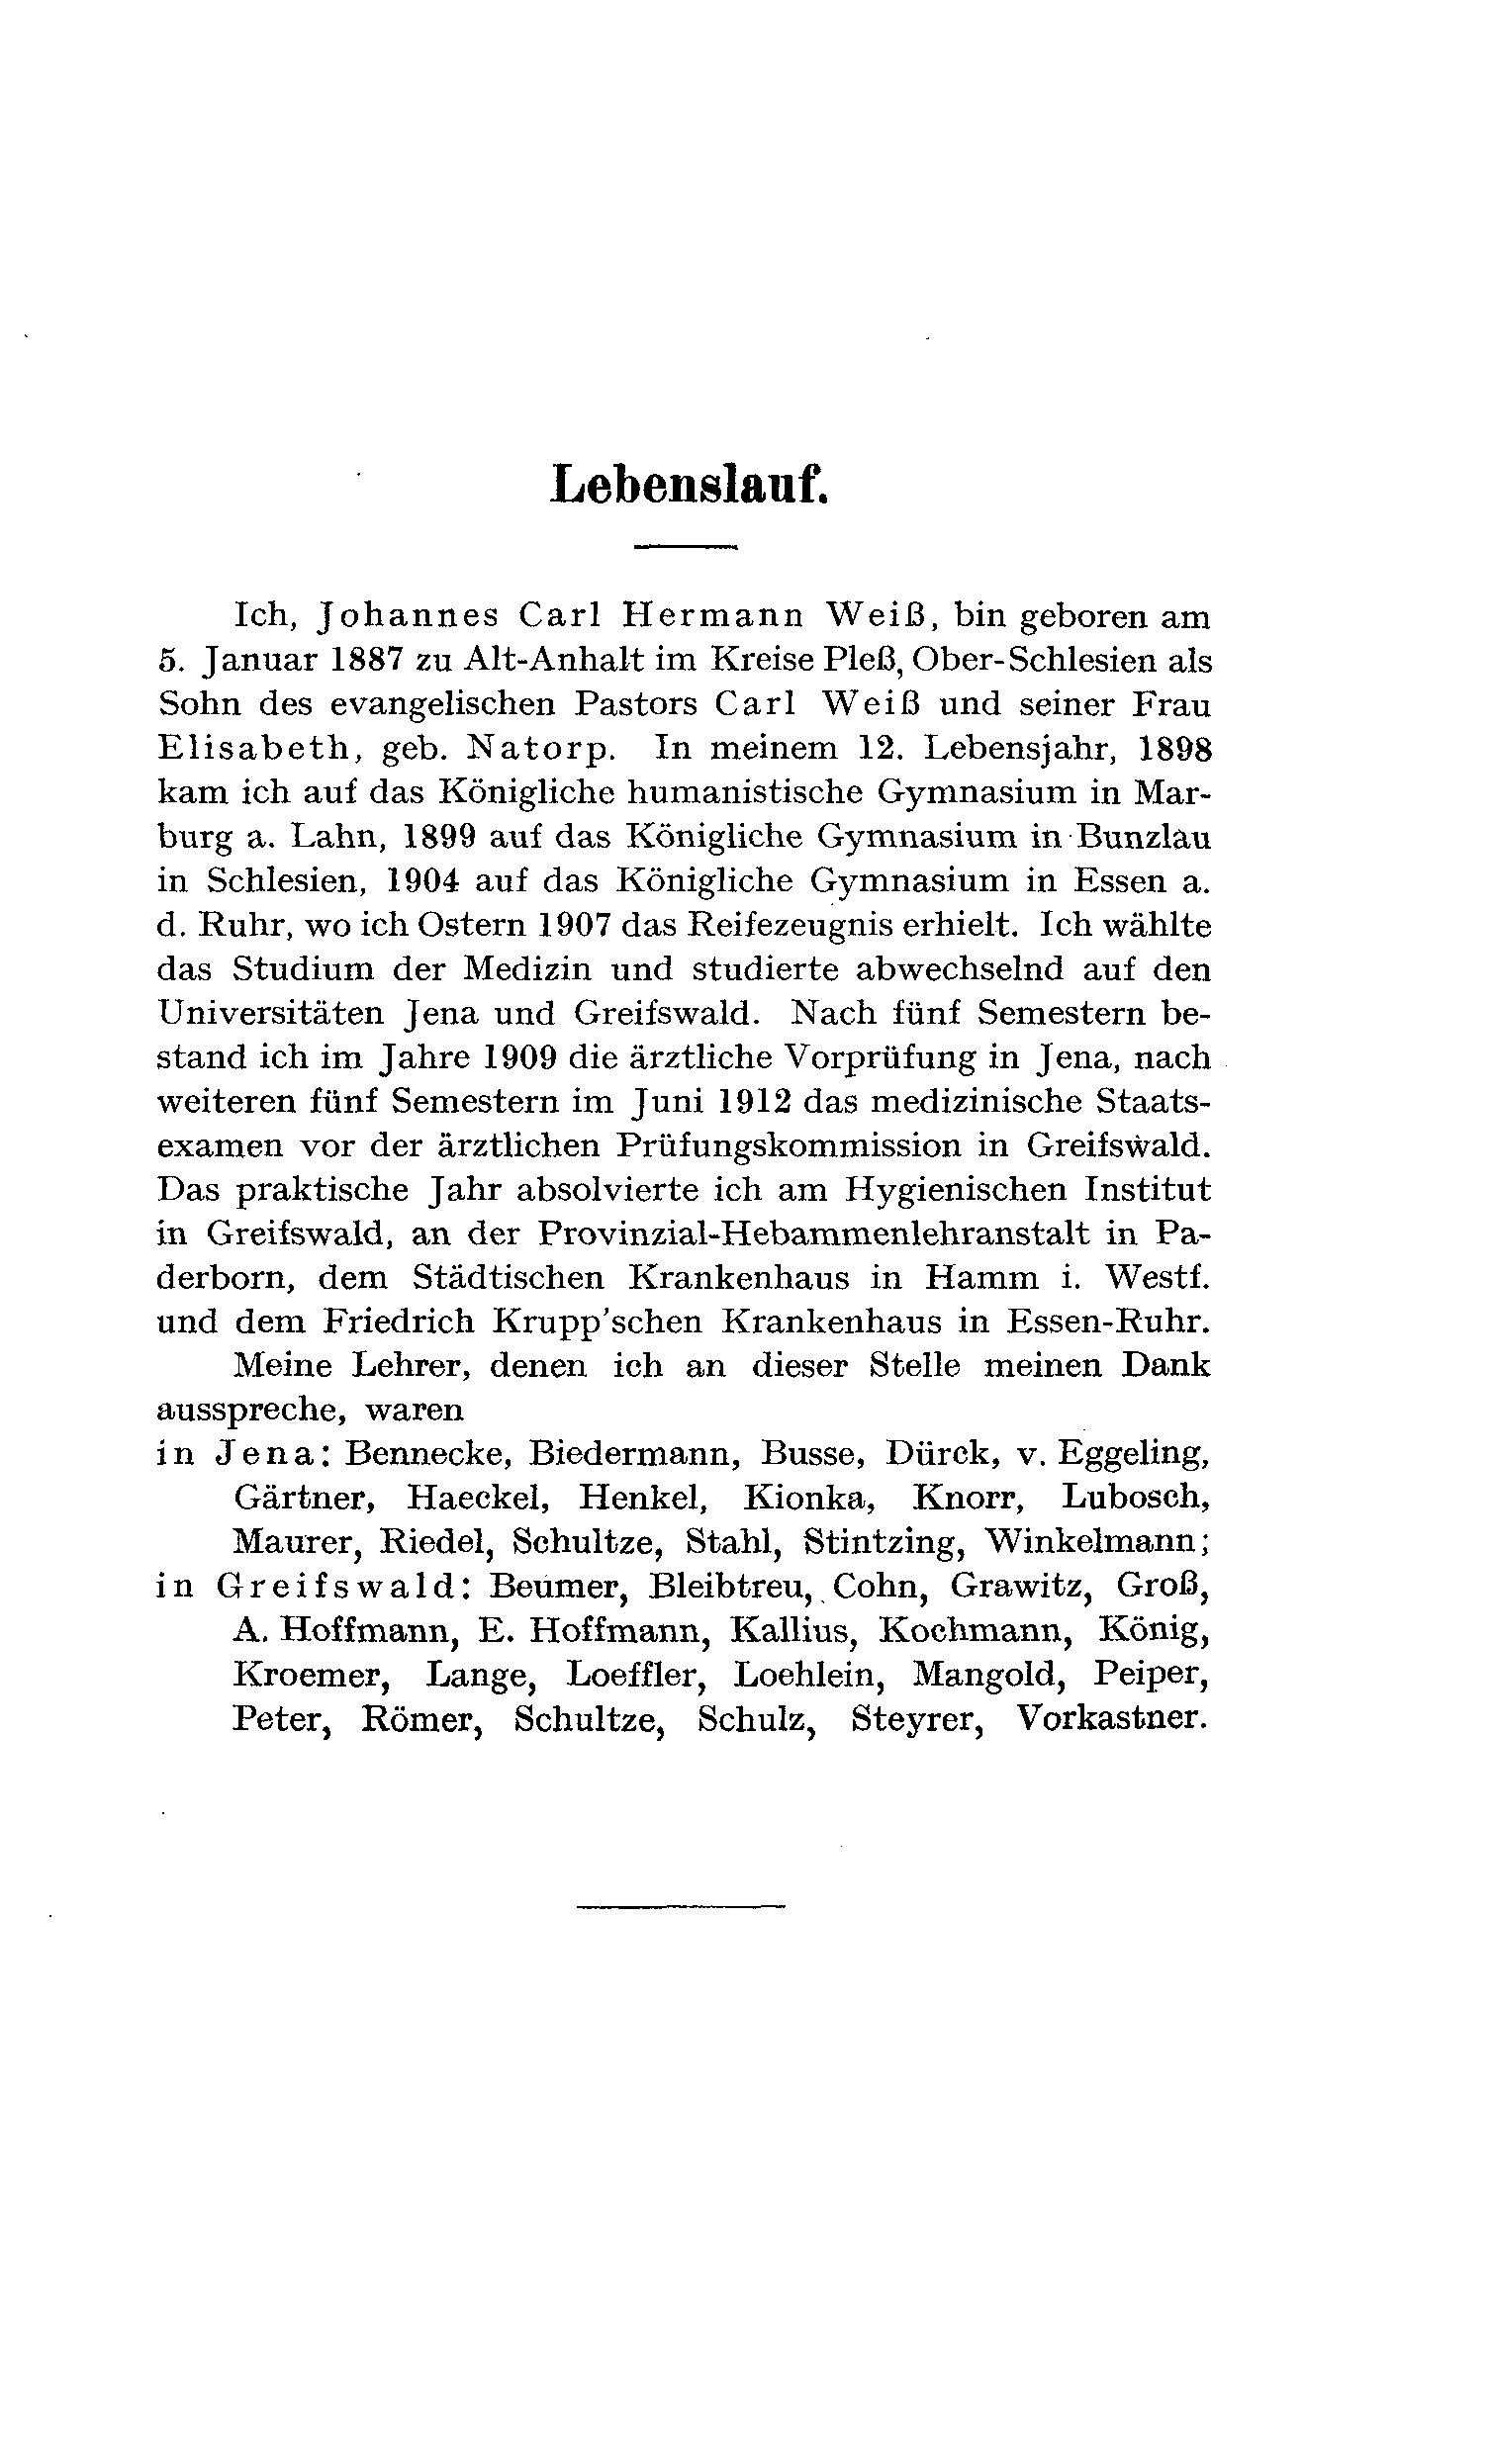 Lebenslauf.
Ich, Johannes Carl Hermann Weiß, bin geboren am
5. Januar 1887 zu Alt-Anhalt im Kreise Pleß, Ober-Schlesien als
Sohn des evangelischen Pastors Carl Weiß und seiner Frau
Elisabeth, geb. Natorp. In meinem 12. Lebensjahr, 1898
kam ich auf das Königliche humanistische Gymnasium in Mar-
burg a. Lahn, 1899 auf das Königliche Gymnasium in Bunzlau
in Schlesien, 1904 auf das Königliche Gymnasium in Essen a.
d. Ruhr, wo ich Ostern 1907 das Reifezeugnis erhielt. Ich wählte
das Studium der Medizin und studierte abwechselnd auf den
Universitäten Jena und Greifswald. Nach fünf Semestern be-
stand ich im Jahre 1909 die ärztliche Vorprüfung in Jena, nach
weiteren fünf Semestern im Juni 1912 das medizinische Staats-
examen vor der ärztlichen Prüfungskommission in Greifswald.
Das praktische Jahr absolvierte ich am Hygienischen Institut
in Greifswald, an der Provinzial-Hebammenlehranstalt in Pa-
derborn, dem Städtischen Krankenhaus in Hamm i. Westf.
und dem Friedrich Krupp'schen Krankenhaus in Essen-Ruhr.
Meine Lehrer, denen ich an dieser Stelle meinen Dank
ausspreche, waren
in Jena: Bennecke, Biedermann, Busse, Dürck, v. Eggeling,
Gärtner, Haeckel, Henkel, Kionka, Knorr, Lubosch,
Maurer, Riedel, Schultze, Stahl, Stintzing, Winkelmann;
in Greifswald: Beumer, Bleibtreu, Cohn, Grawitz, Groß,
A. Hoffmann, E. Hoffmann, Kallius, Kochmann, König,
Kroemer, Lange, Loeffler, Loehlein, Mangold, Peiper,
Peter, Römer, Schultze, Schulz, Steyrer, Vorkastner.